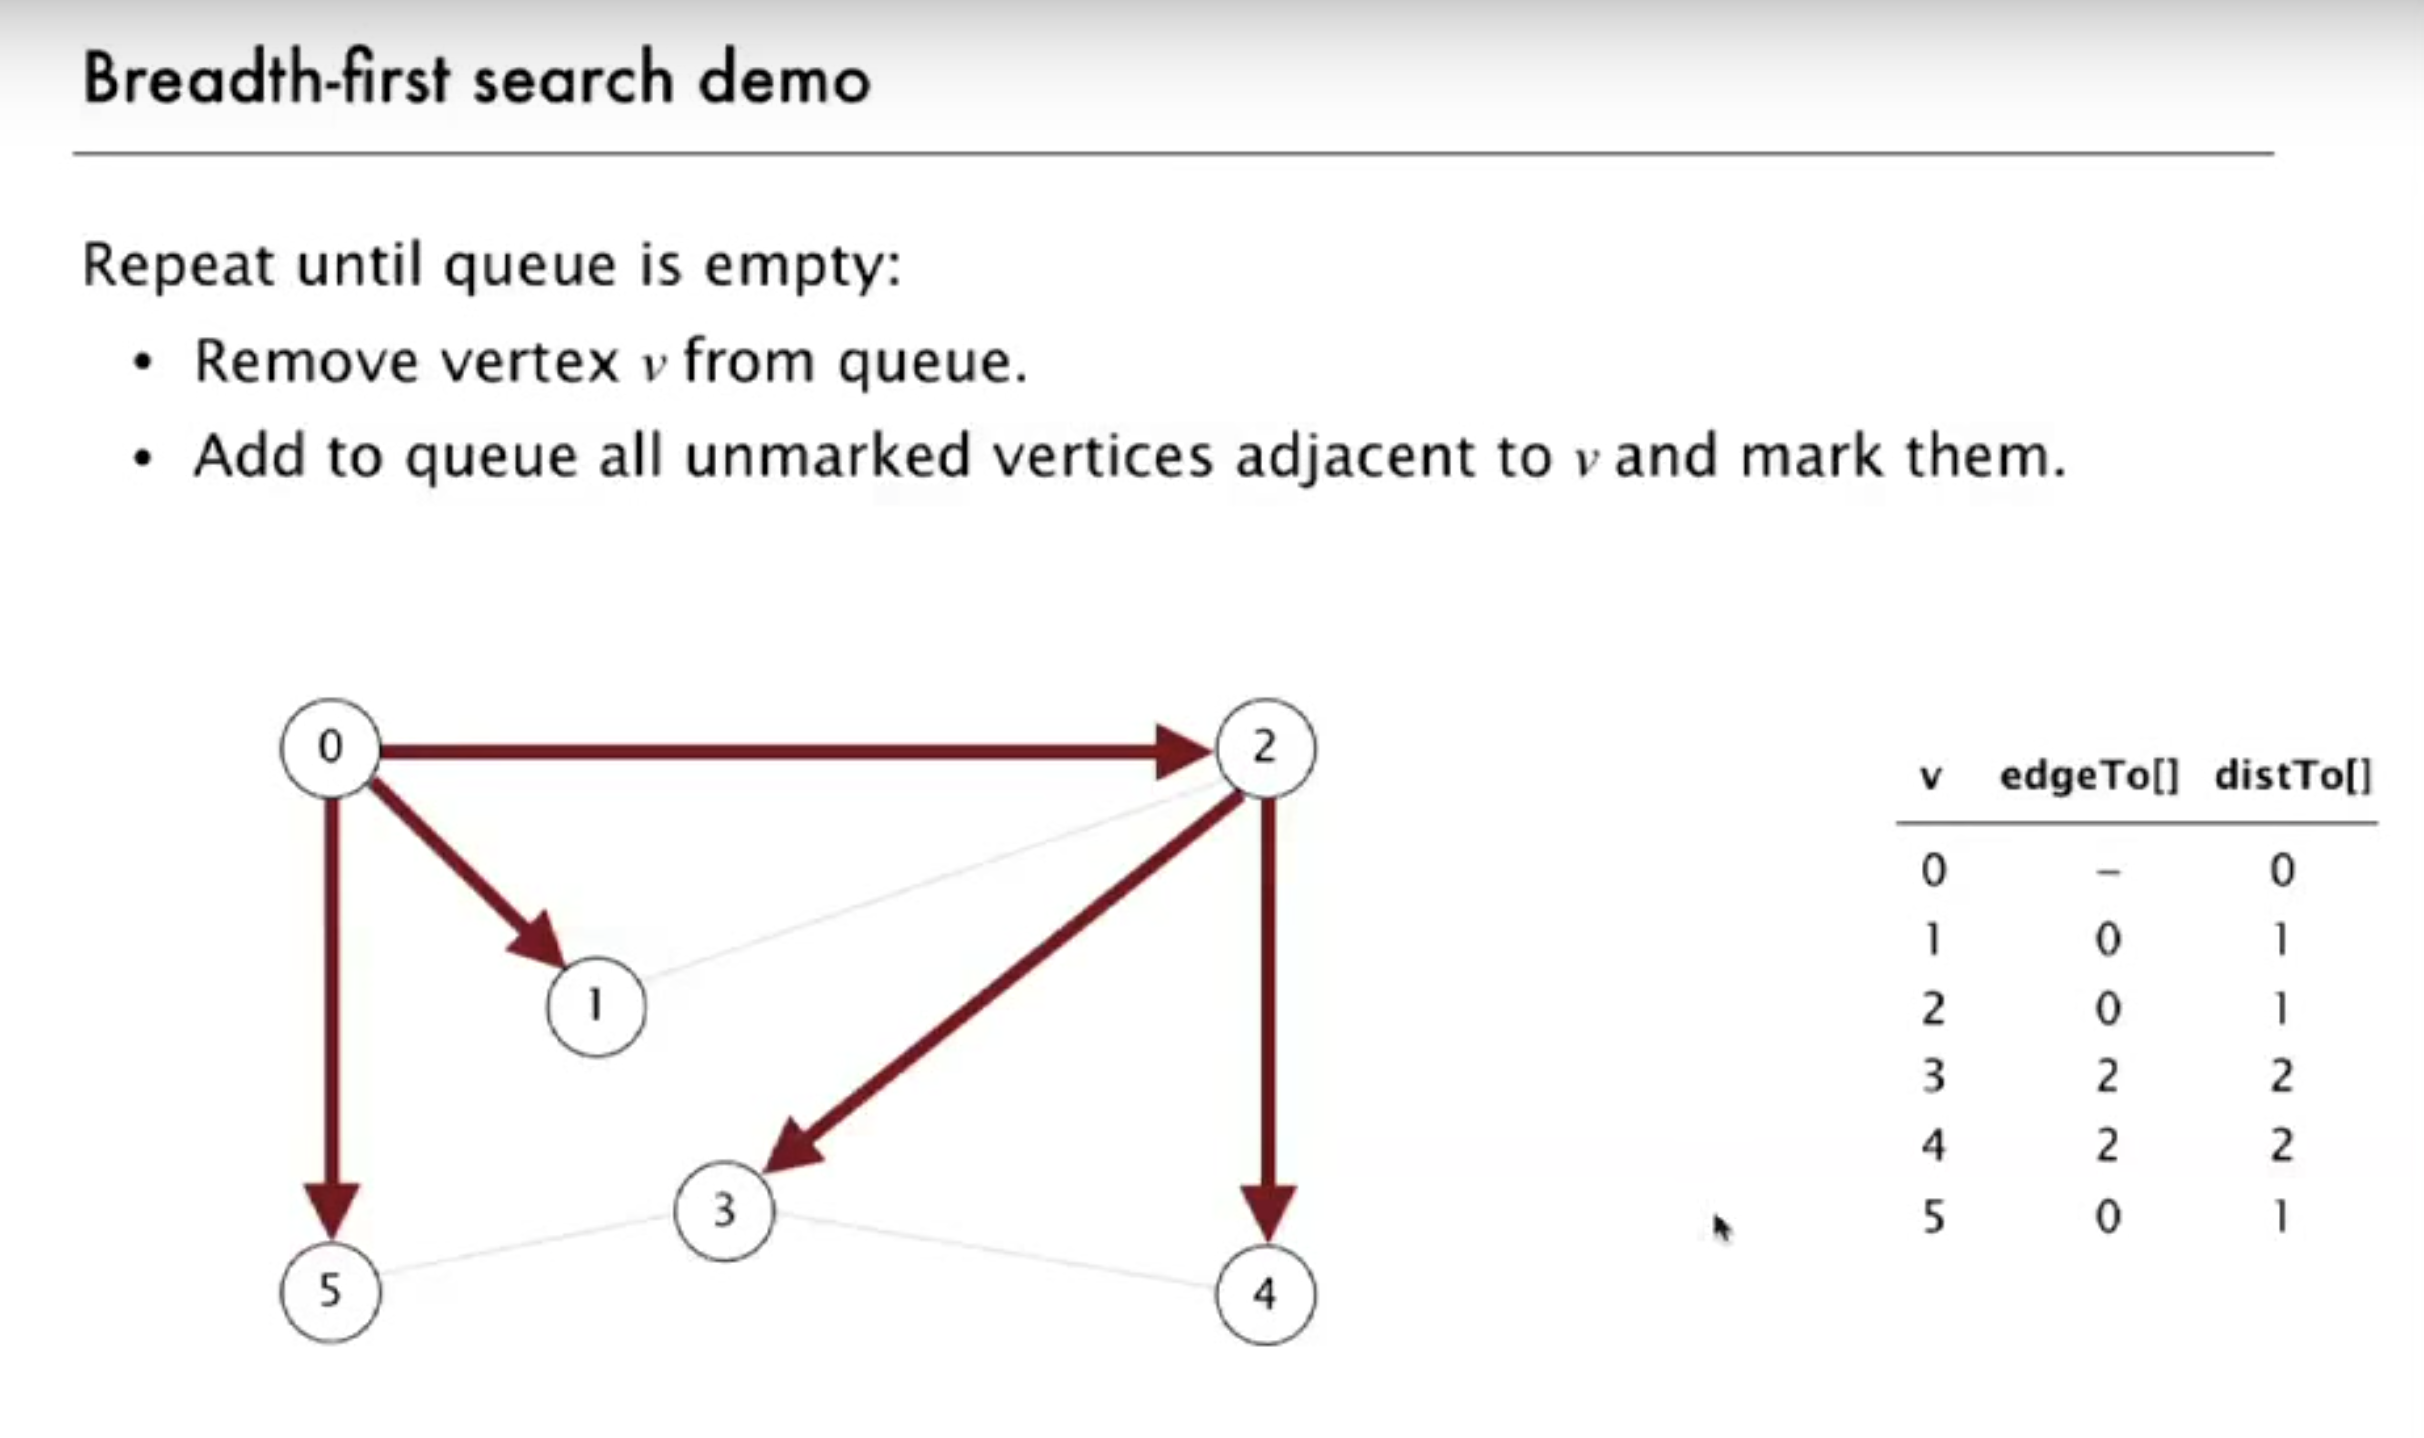 Breadth-first search demo
Repeat until queue is empty:
• Remove vertex v from queue.
• Add to queue all unmarked vertices adjacent to v and mark them.
0
2
1
3
5
4
v edgeTo[] distTo[]
0 – 0
1 0 1
2 0 1
3 2 2
4 2 2
5 0 1